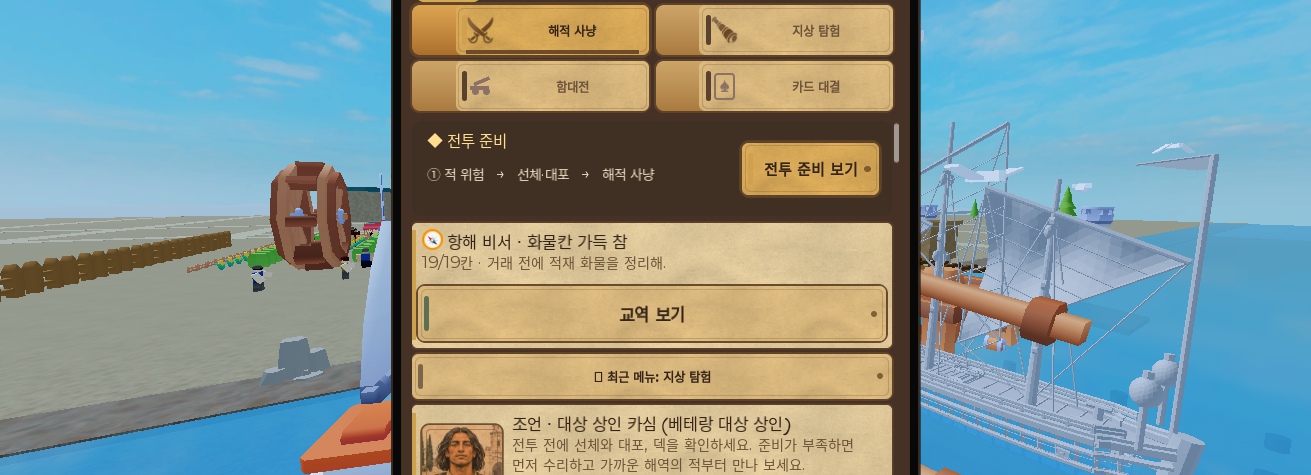 해적 사냥
지상 탐험
함대전
카드 대결
◆ 전투 준비
① 적 위험 → 선체·대포 → 해적 사냥
전투 준비 보기
항해 비서 · 화물칸 가득 참
19/19칸 · 거래 전에 적재 화물을 정리해.
교역 보기
최근 메뉴: 지상 탐험
조언 · 대상 상인 카심 (베테랑 대상 상인)
전투 전에 선체와 대포, 덱을 확인하세요. 준비가 부족하면
먼저 수리하고 가까운 해역의 적부터 만나 보세요.